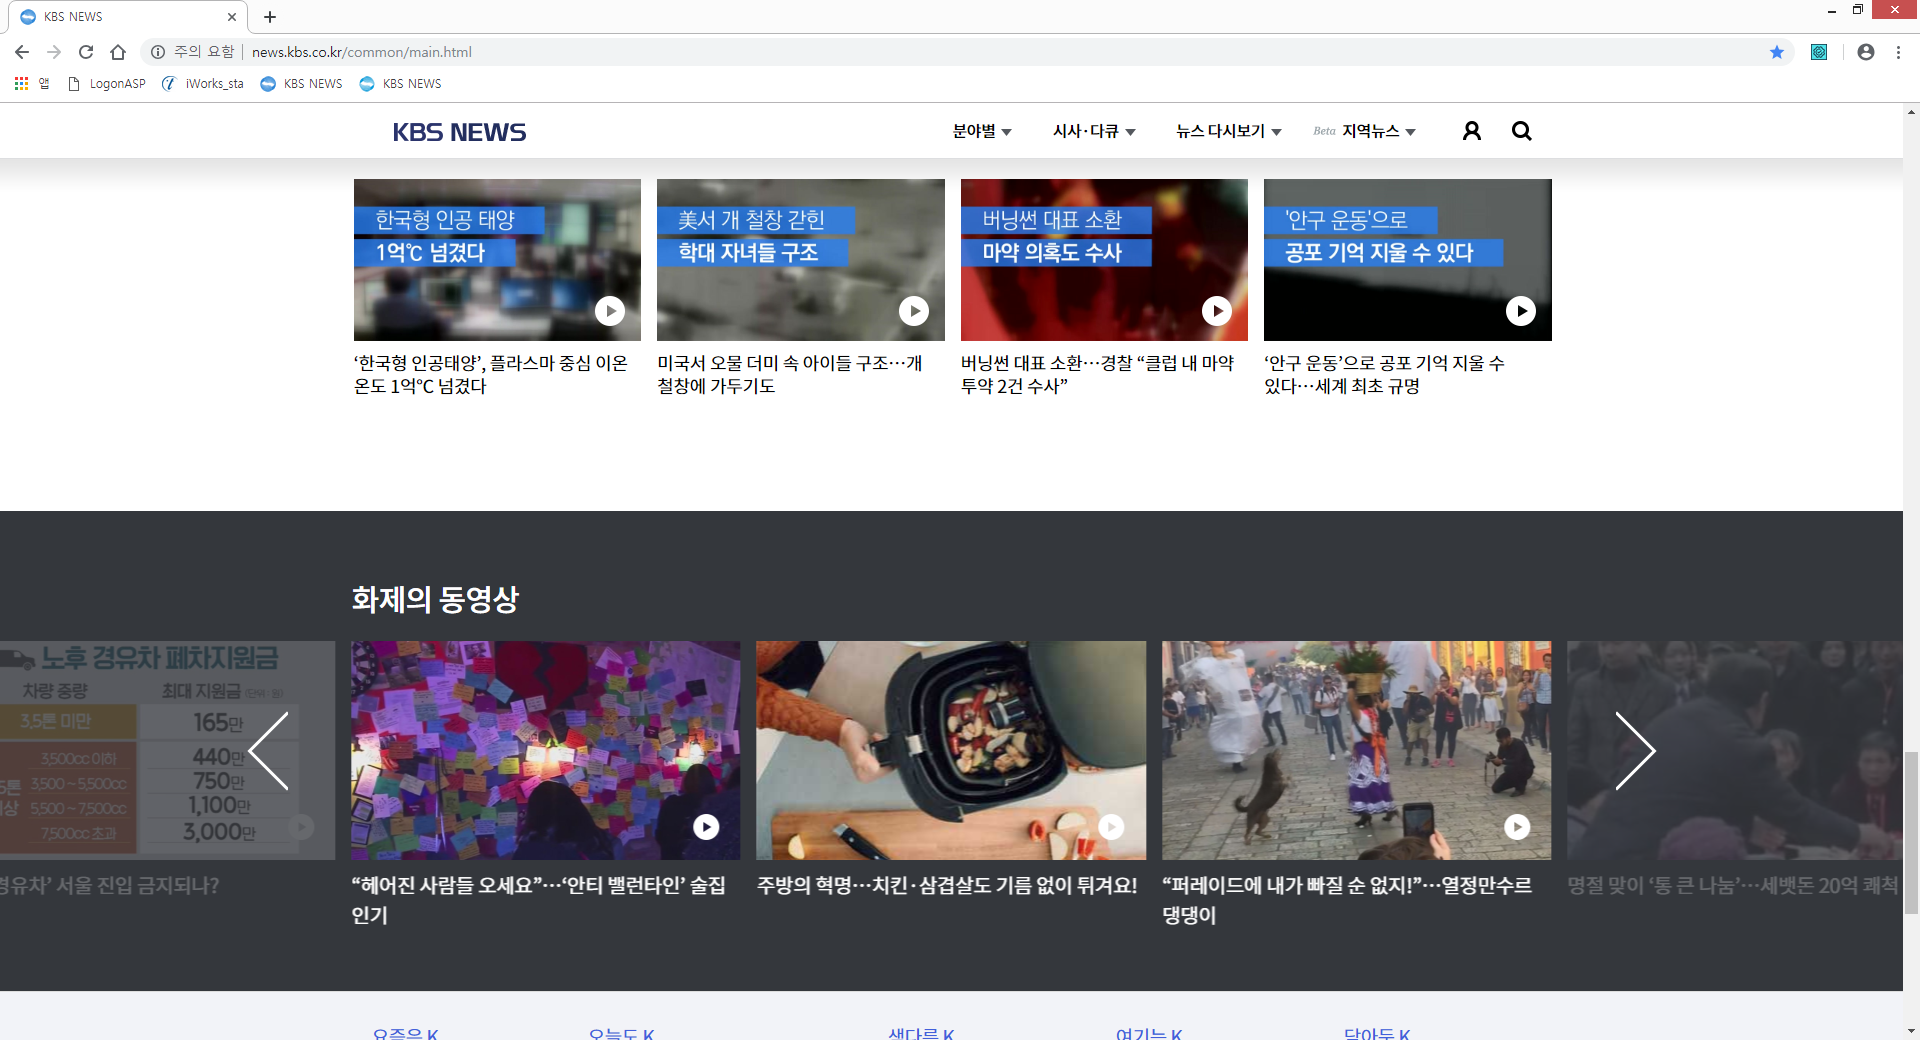 KBS NEWS
주의 요함 | news.kbs.co.kr/common/main.html
앱 LogonASP iWorks_sta KBS NEWS KBS NEWS
KBS NEWS 분야별 시사·다큐 뉴스 다시보기 Beta 지역뉴스
한국형 인공 태양
1억℃ 넘겼다
美서 개 철창 갇힌
학대 자녀들 구조
버닝썬 대표 소환
마약 의혹도 수사
'안구 운동'으로
공포 기억 지울 수 있다
‘한국형 인공태양’, 플라스마 중심 이온
온도 1억℃ 넘겼다
미국서 오물 더미 속 아이들 구조…개
철창에 가두기도
버닝썬 대표 소환…경찰 “클럽 내 마약
투약 2건 수사”
‘안구 운동’으로 공포 기억 지울 수
있다…세계 최초 규명
화제의 동영상
노후 경유차 폐차지원금
차량 중량 최대 지원금 (단위: 원)
3.5톤 미만 165만
3,500cc 이하 440만
3,500 ~ 5,500cc 750만
5,500 ~ 7,500cc 1,100만
7,500cc 초과 3,000만
경유차’ 서울 진입 금지되나?
“헤어진 사람들 오세요”…‘안티 밸런타인’ 술집
인기
주방의 혁명…치킨·삼겹살도 기름 없이 튀겨요!
“퍼레이드에 내가 빠질 순 없지!”…열정만수르
댕댕이
명절 맞이 ‘통 큰 나눔’…세뱃돈 20억 쾌척
요즘은 K 오늘도 K 색다른 K 여기는 K 담아둔 K